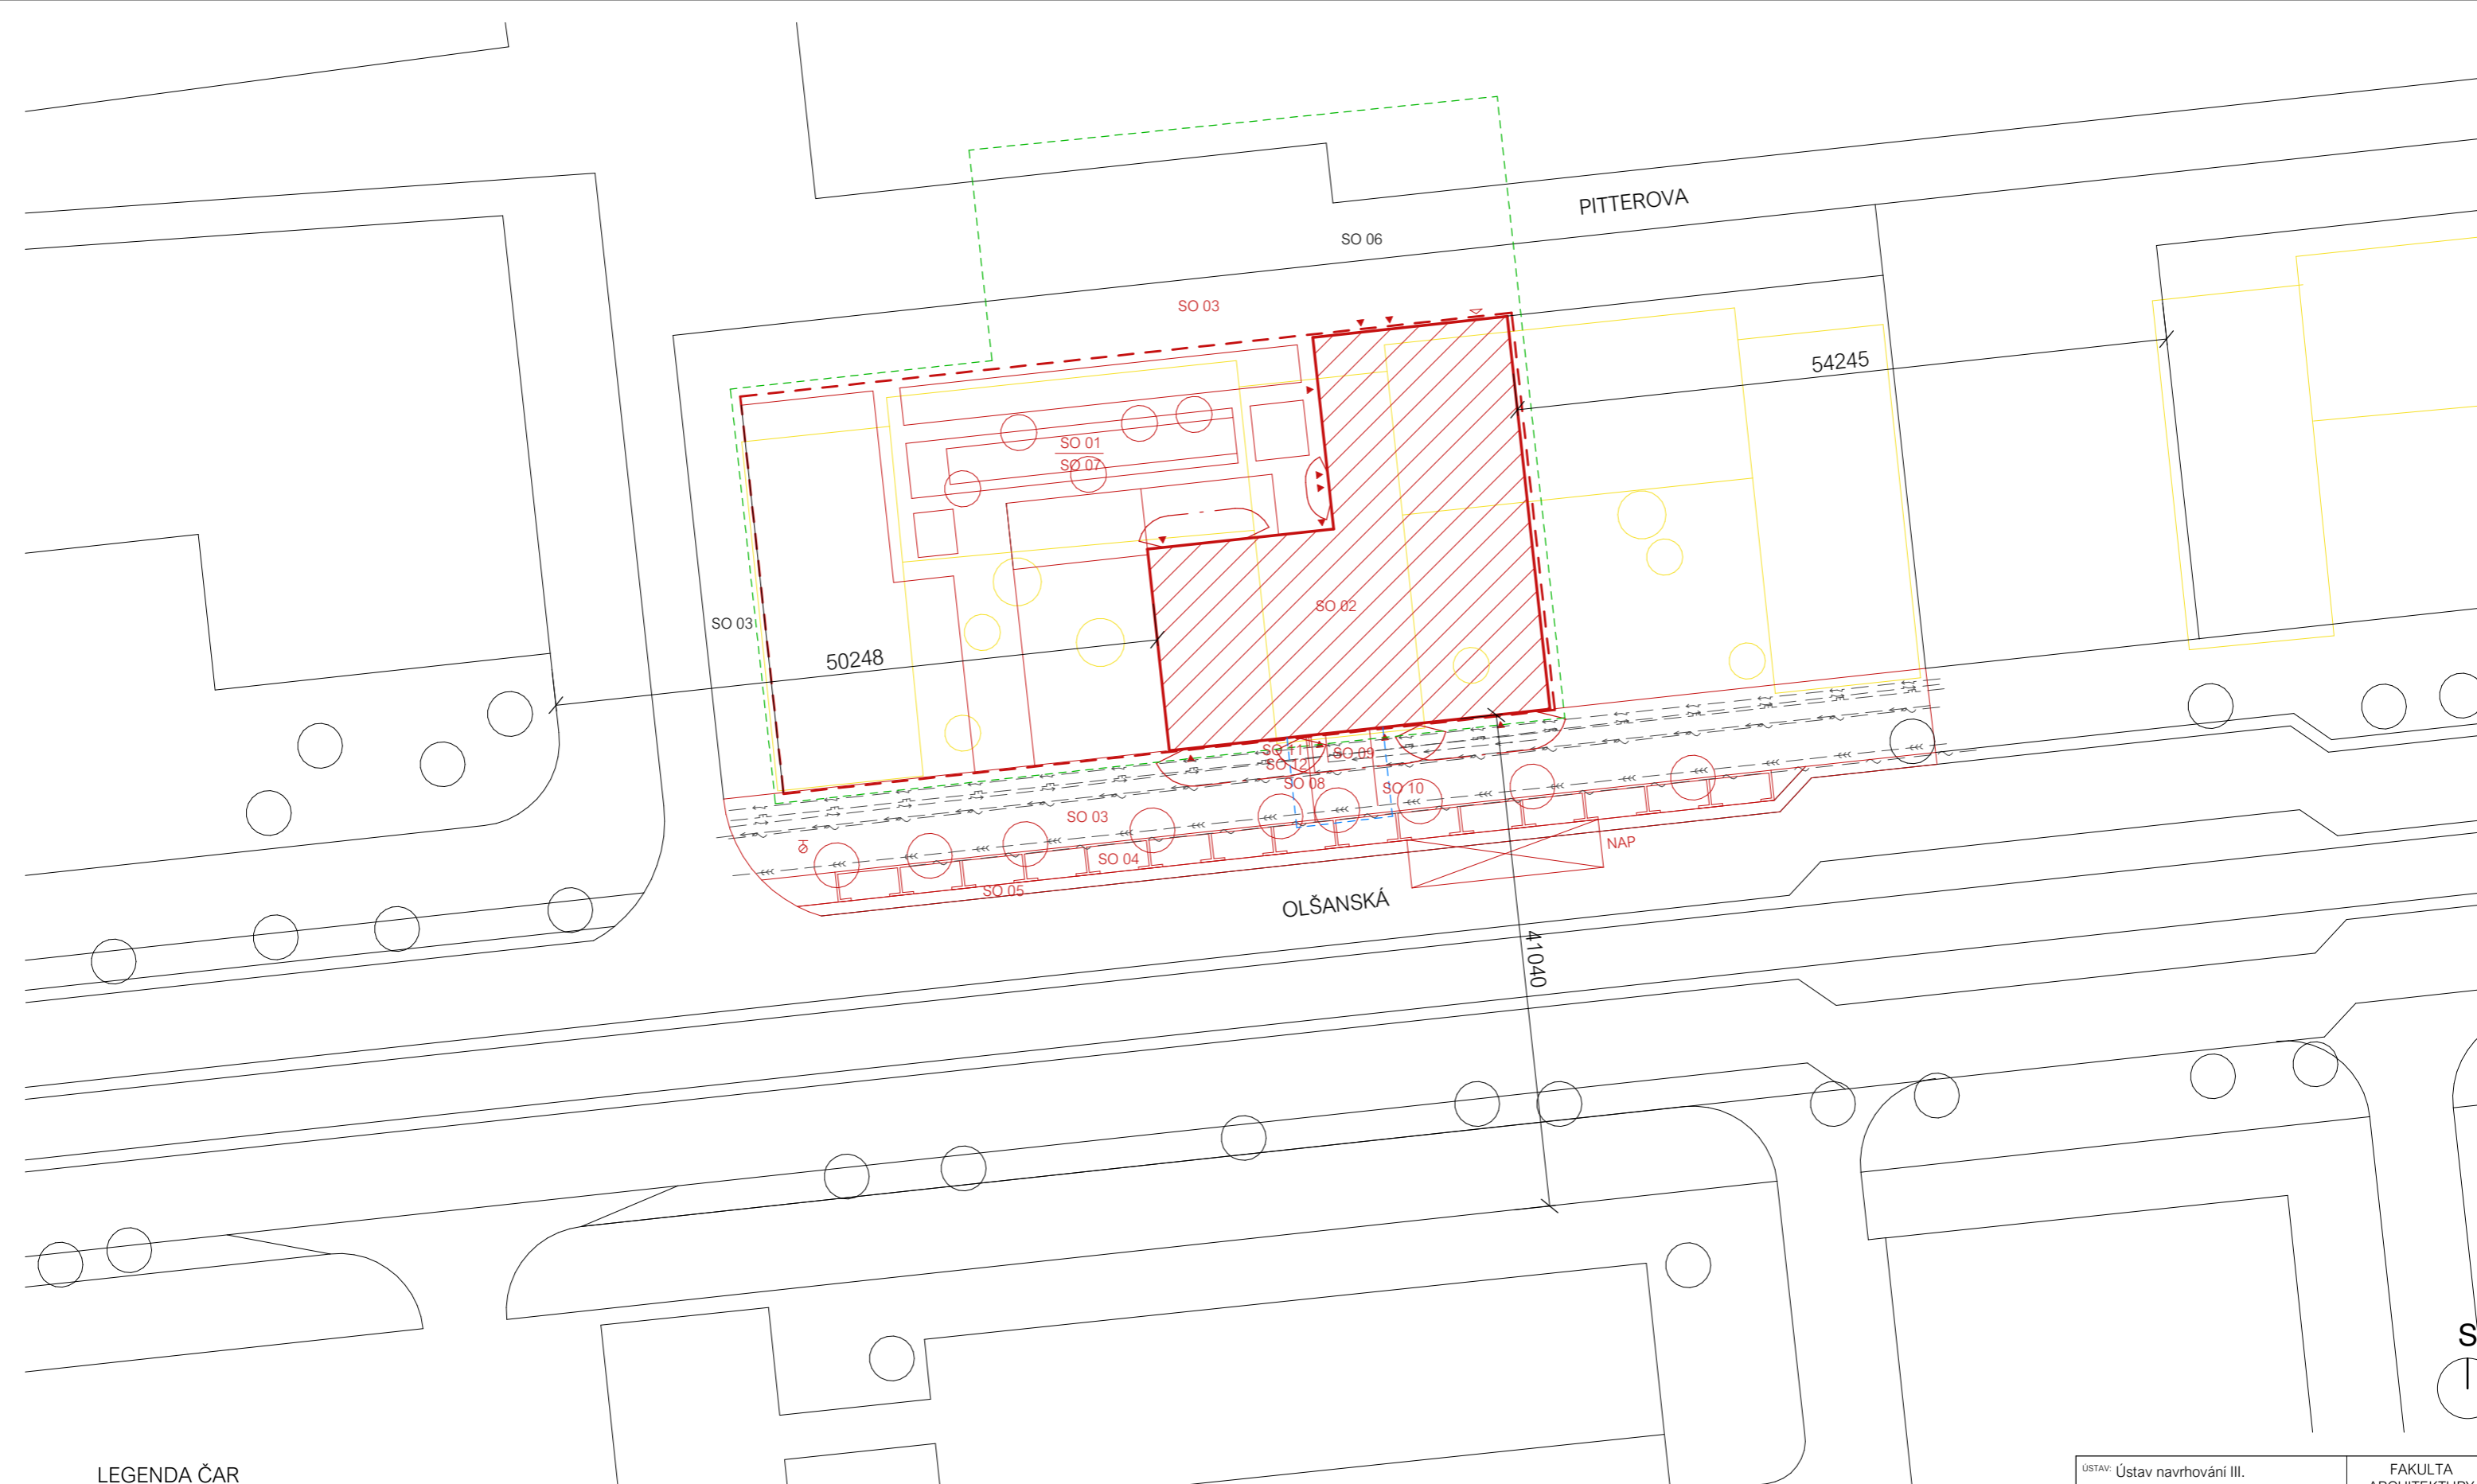 PITTEROVA
SO 06
SO 03
54245
SO 01
SO 07
SO 02
SO 03
50248
SO 11
SO 09
SO 12
SO 08
SO 10
SO 03
NAP
SO 04
SO 05
OLŠANSKÁ
41040
S
LEGENDA ČAR
ÚSTAV: Ústav navrhování III.
FAKULTA